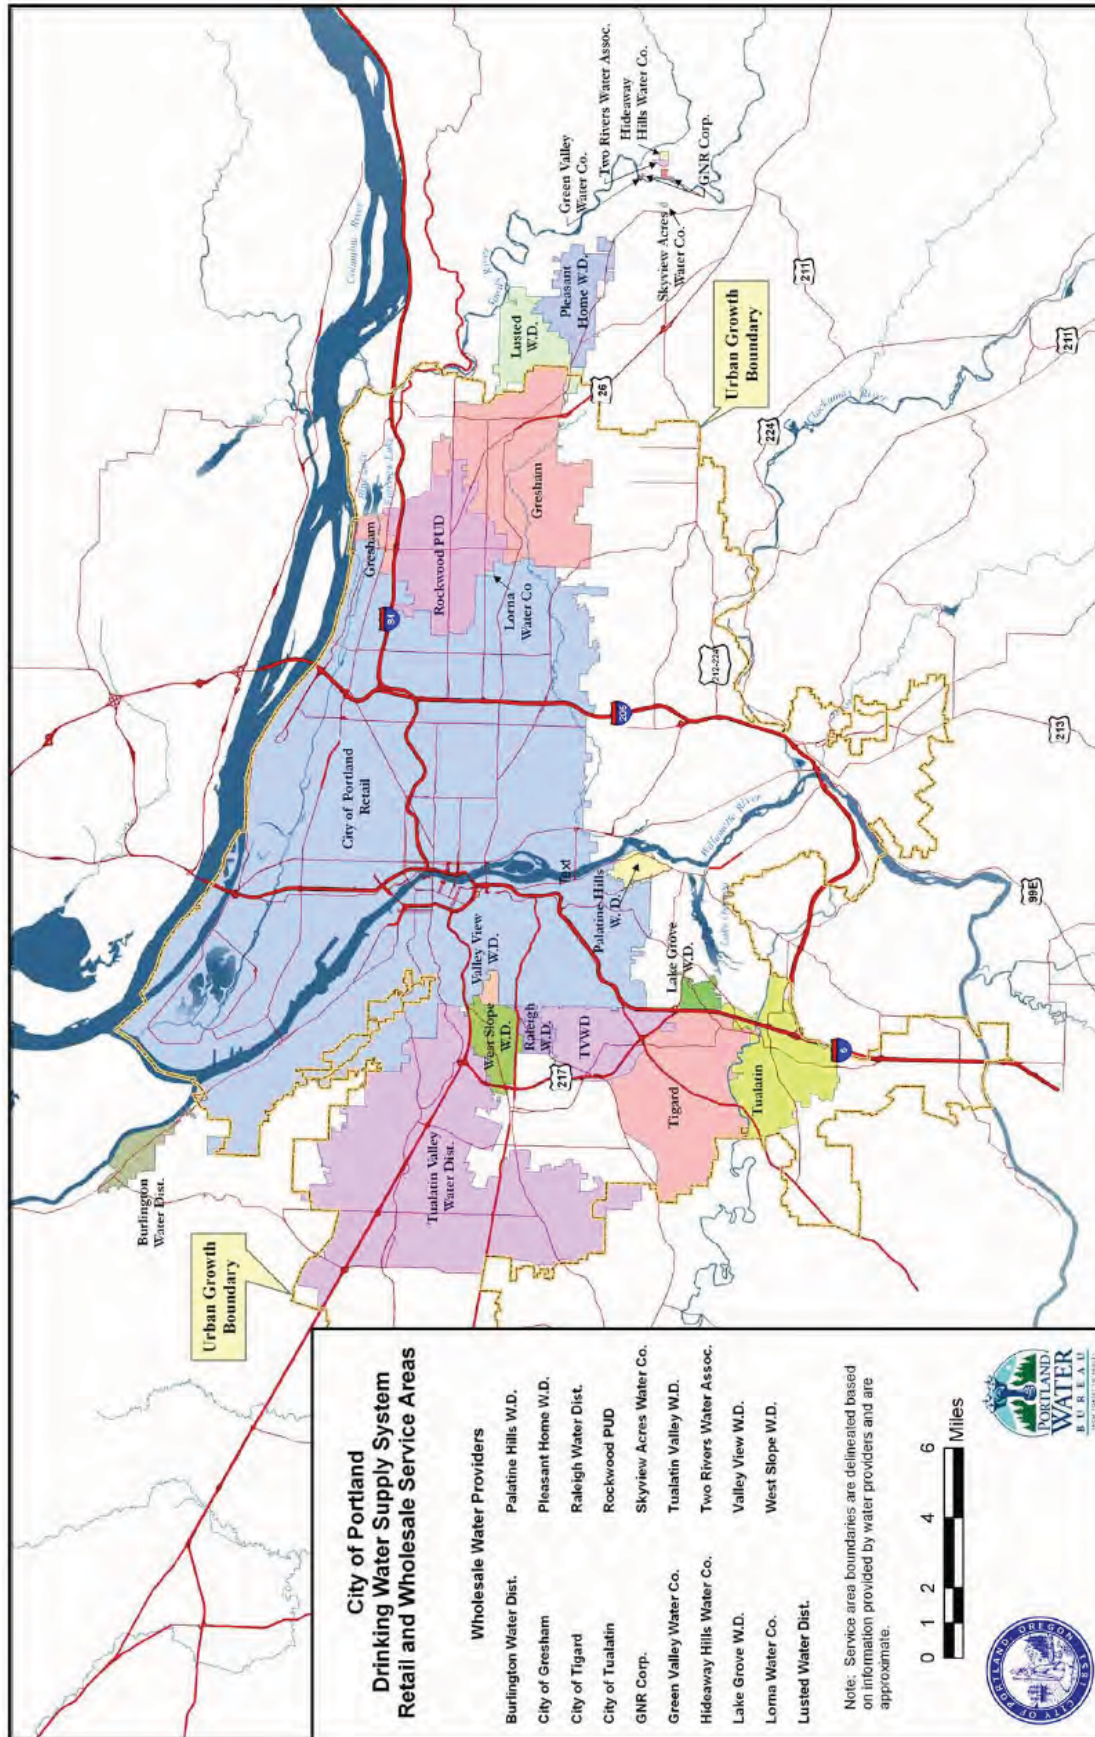 City of Portland
Drinking Water Supply System
Retail and Wholesale Service Areas
Wholesale Water Providers
Burlington Water Dist.
City of Gresham
City of Tigard
City of Tualatin
GNR Corp.
Green Valley Water Co.
Hideaway Hills Water Co.
Lake Grove W.D.
Lorna Water Co.
Lusted Water Dist.
Palatine Hills W.D.
Pleasant Home W.D.
Raleigh Water Dist.
Rockwood PUD
Skyview Acres Water Co.
Tualatin Valley W.D.
Two Rivers Water Assoc.
Valley View W.D.
West Slope W.D.
Note: Service area boundaries are delineated based
on information provided by water providers and are
approximate.
0 1 2 4 6
Miles
CITY OF PORTLAND, OREGON, 1851
PORTLAND
WATER
BUREAU
Urban Growth
Boundary
Burlington
Water Dist.
Tualatin Valley
Water Dist.
West Slope
W.D.
Valley View
W.D.
Raleigh
W.D.
TVWD
217
Tigard
Tualatin
5
Lake Grove
W.D.
Palatine Hills
W. D.
Text
City of Portland
Retail
Willamette River
99E
205
212-224
213
84
Gresham
Rockwood PUD
Lorna
Water Co
Gresham
26
Lusted
W.D.
Pleasant
Home W.D.
Columbia River
Sandy River
Green Valley
Water Co.
Two Rivers Water Assoc.
Hideaway
Hills Water Co.
GNR Corp.
Skyview Acres
Water Co.
Urban Growth
Boundary
224
Clackamas River
211
211